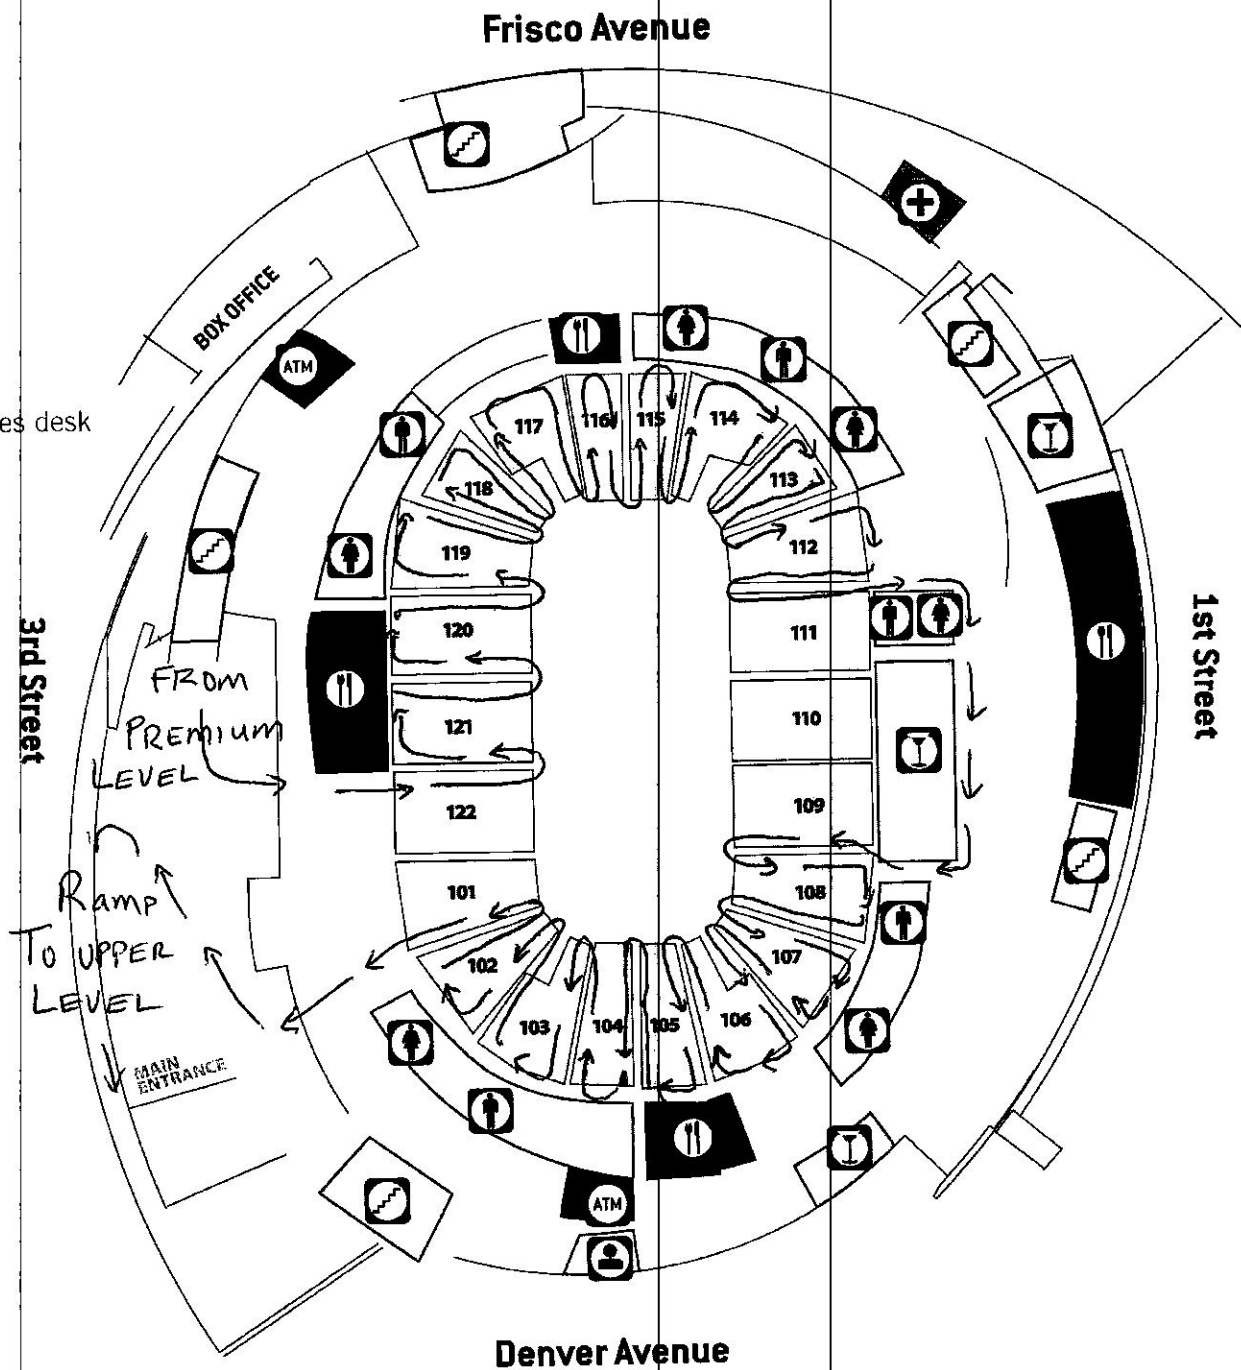 Frisco Avenue
BOX OFFICE
ATM
es desk
117
116
115
114
118
113
119
112
120
111
3rd Street
1st Street
FROM
PREMIUM
LEVEL
121
110
122
109
Ramp
TO UPPER
LEVEL
101
108
102
107
103
104
105
106
MAIN
ENTRANCE
ATM
Denver Avenue